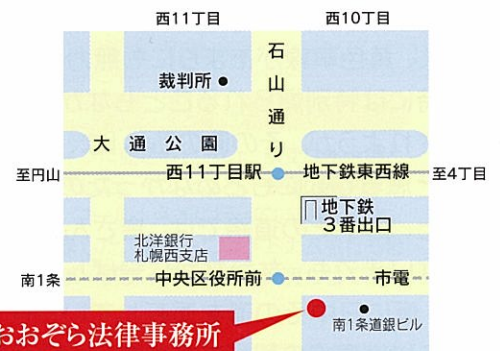 西11丁目
西10丁目
石山通り
裁判所
大通公園
至円山
西11丁目駅
地下鉄東西線
至4丁目
地下鉄
3番出口
北洋銀行
札幌西支店
南1条
中央区役所前
市電
おおぞら法律事務所
南1条道銀ビル